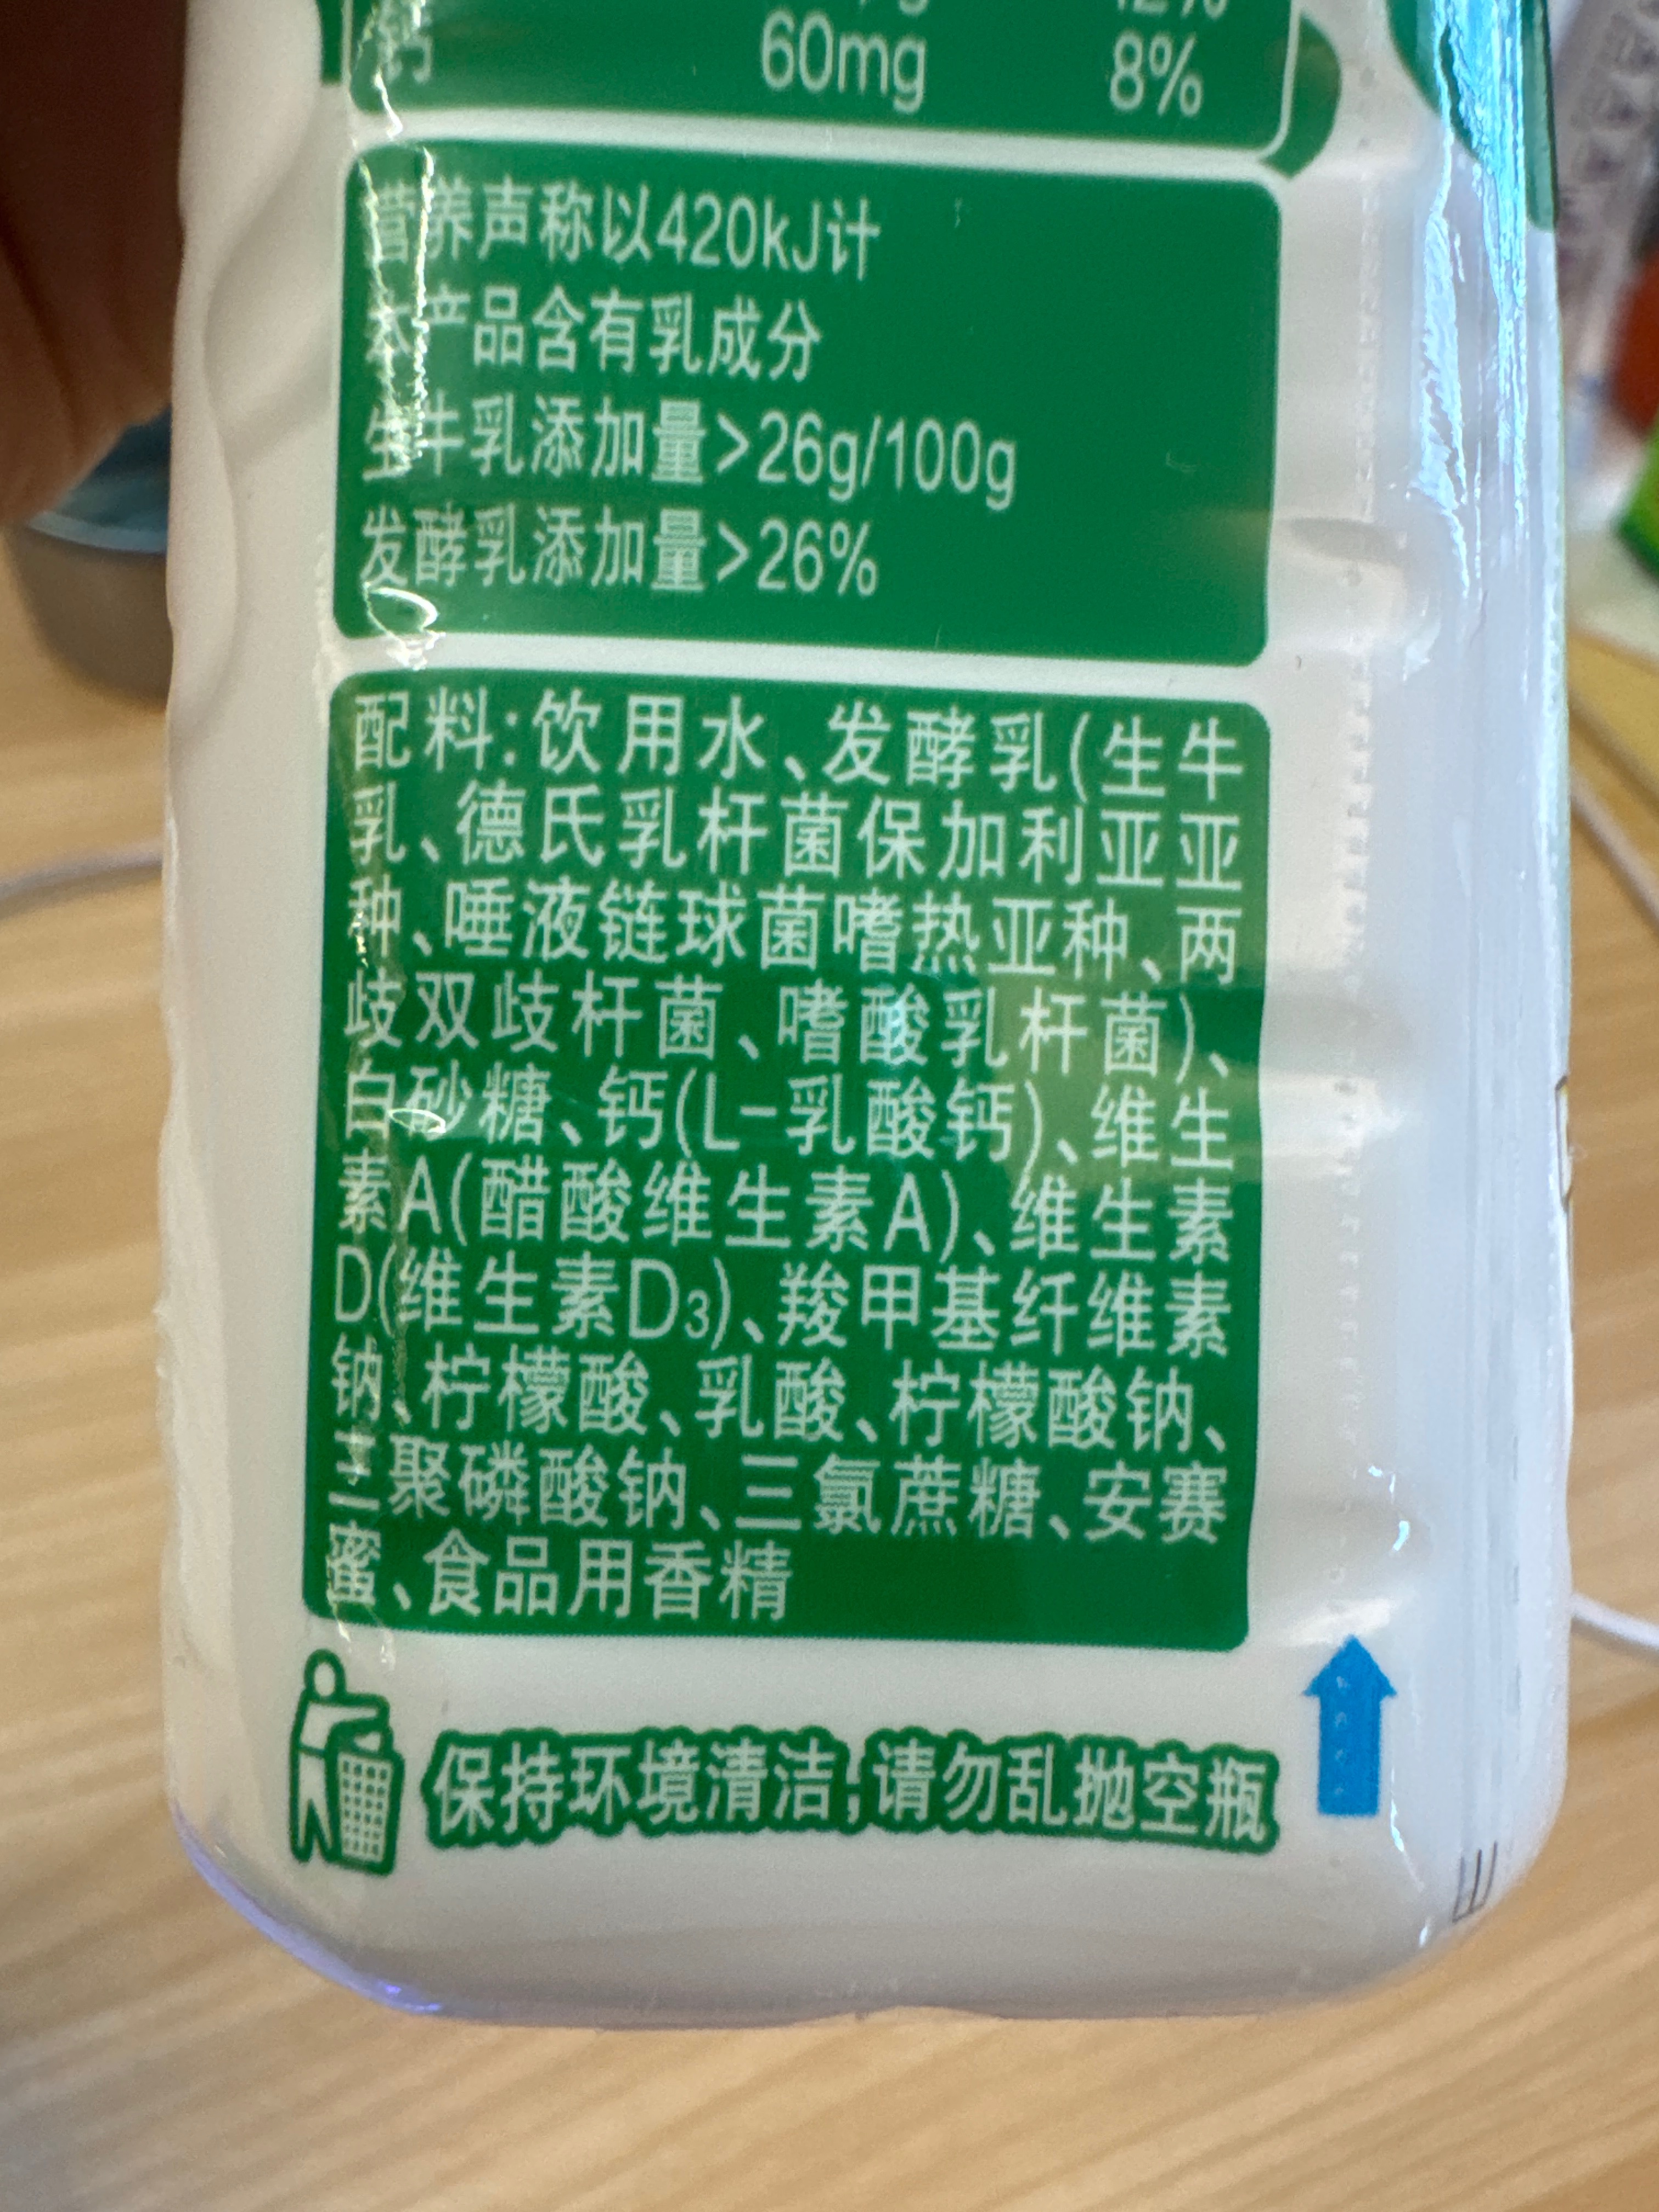 钙 60mg 8%
营养声称以420kJ计
本产品含有乳成分
生牛乳添加量>26g/100g
发酵乳添加量>26%
配料:饮用水、发酵乳(生牛
乳、德氏乳杆菌保加利亚亚
种、唾液链球菌嗜热亚种、两
歧双歧杆菌、嗜酸乳杆菌)、
白砂糖、钙(L-乳酸钙)、维生
素A(醋酸维生素A)、维生素
D(维生素D3)、羧甲基纤维素
钠、柠檬酸、乳酸、柠檬酸钠、
三聚磷酸钠、三氯蔗糖、安赛
蜜、食品用香精
保持环境清洁,请勿乱抛空瓶